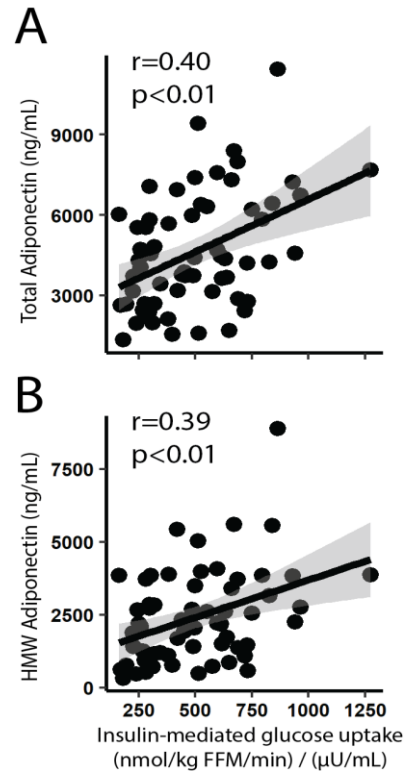 A
r=0.40
p<0.01
Total Adiponectin (ng/mL)
9000
6000
3000
B
r=0.39
p<0.01
HMW Adiponectin (ng/mL)
7500
5000
2500
0
250 500 750 1000 1250
Insulin-mediated glucose uptake
(nmol/kg FFM/min) / (µU/mL)